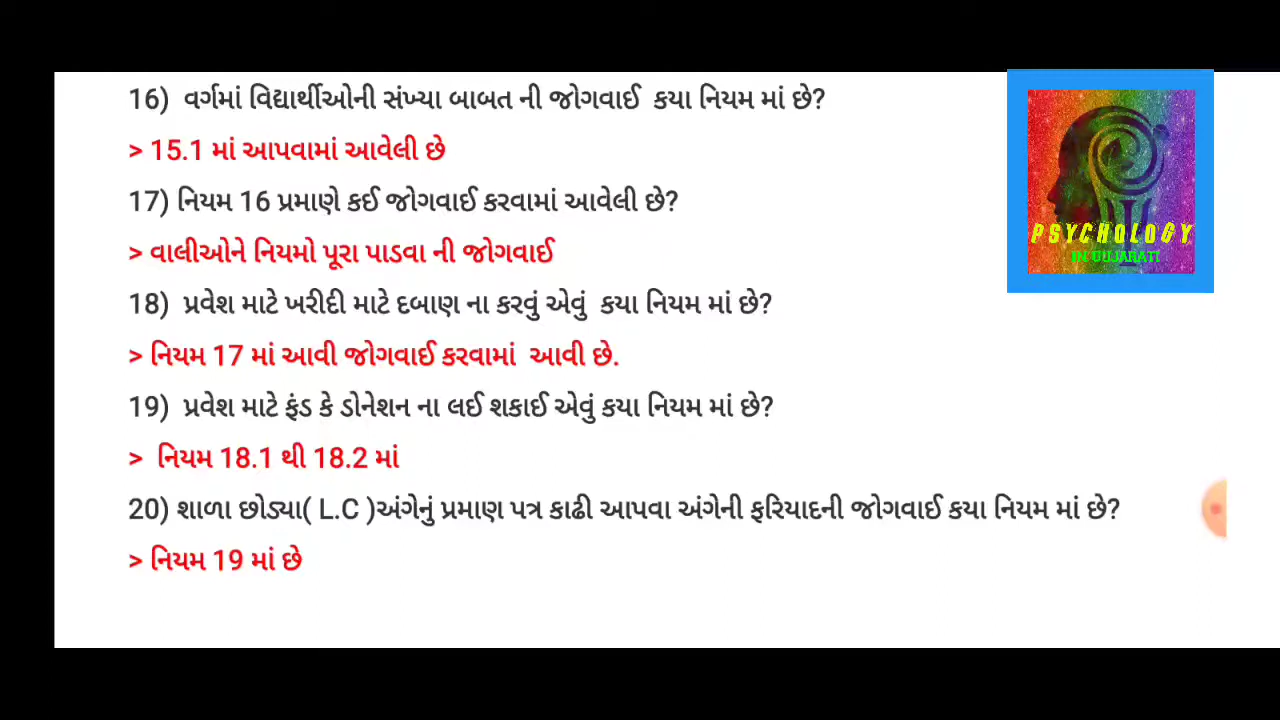 16) વર્ગમાં વિદ્યાર્થીઓની સંખ્યા બાબત ની જોગવાઈ કયા નિયમ માં છે?
> 15.1 માં આપવામાં આવેલી છે
17) નિયમ 16 પ્રમાણે કઈ જોગવાઈ કરવામાં આવેલી છે?
> વાલીઓને નિયમો પૂરા પાડવા ની જોગવાઈ
18) પ્રવેશ માટે ખરીદી માટે દબાણ ના કરવું એવું કયા નિયમ માં છે?
> નિયમ 17 માં આવી જોગવાઈ કરવામાં આવી છે.
19) પ્રવેશ માટે ફંડ કે ડોનેશન ના લઈ શકાઈ એવું કયા નિયમ માં છે?
> નિયમ 18.1 થી 18.2 માં
20) શાળા છોડ્યા( L.C )અંગેનું પ્રમાણ પત્ર કાઢી આપવા અંગેની ફરિયાદની જોગવાઈ કયા નિયમ માં છે?
> નિયમ 19 માં છે
PSYCHOLOGY
IN GUJARATI